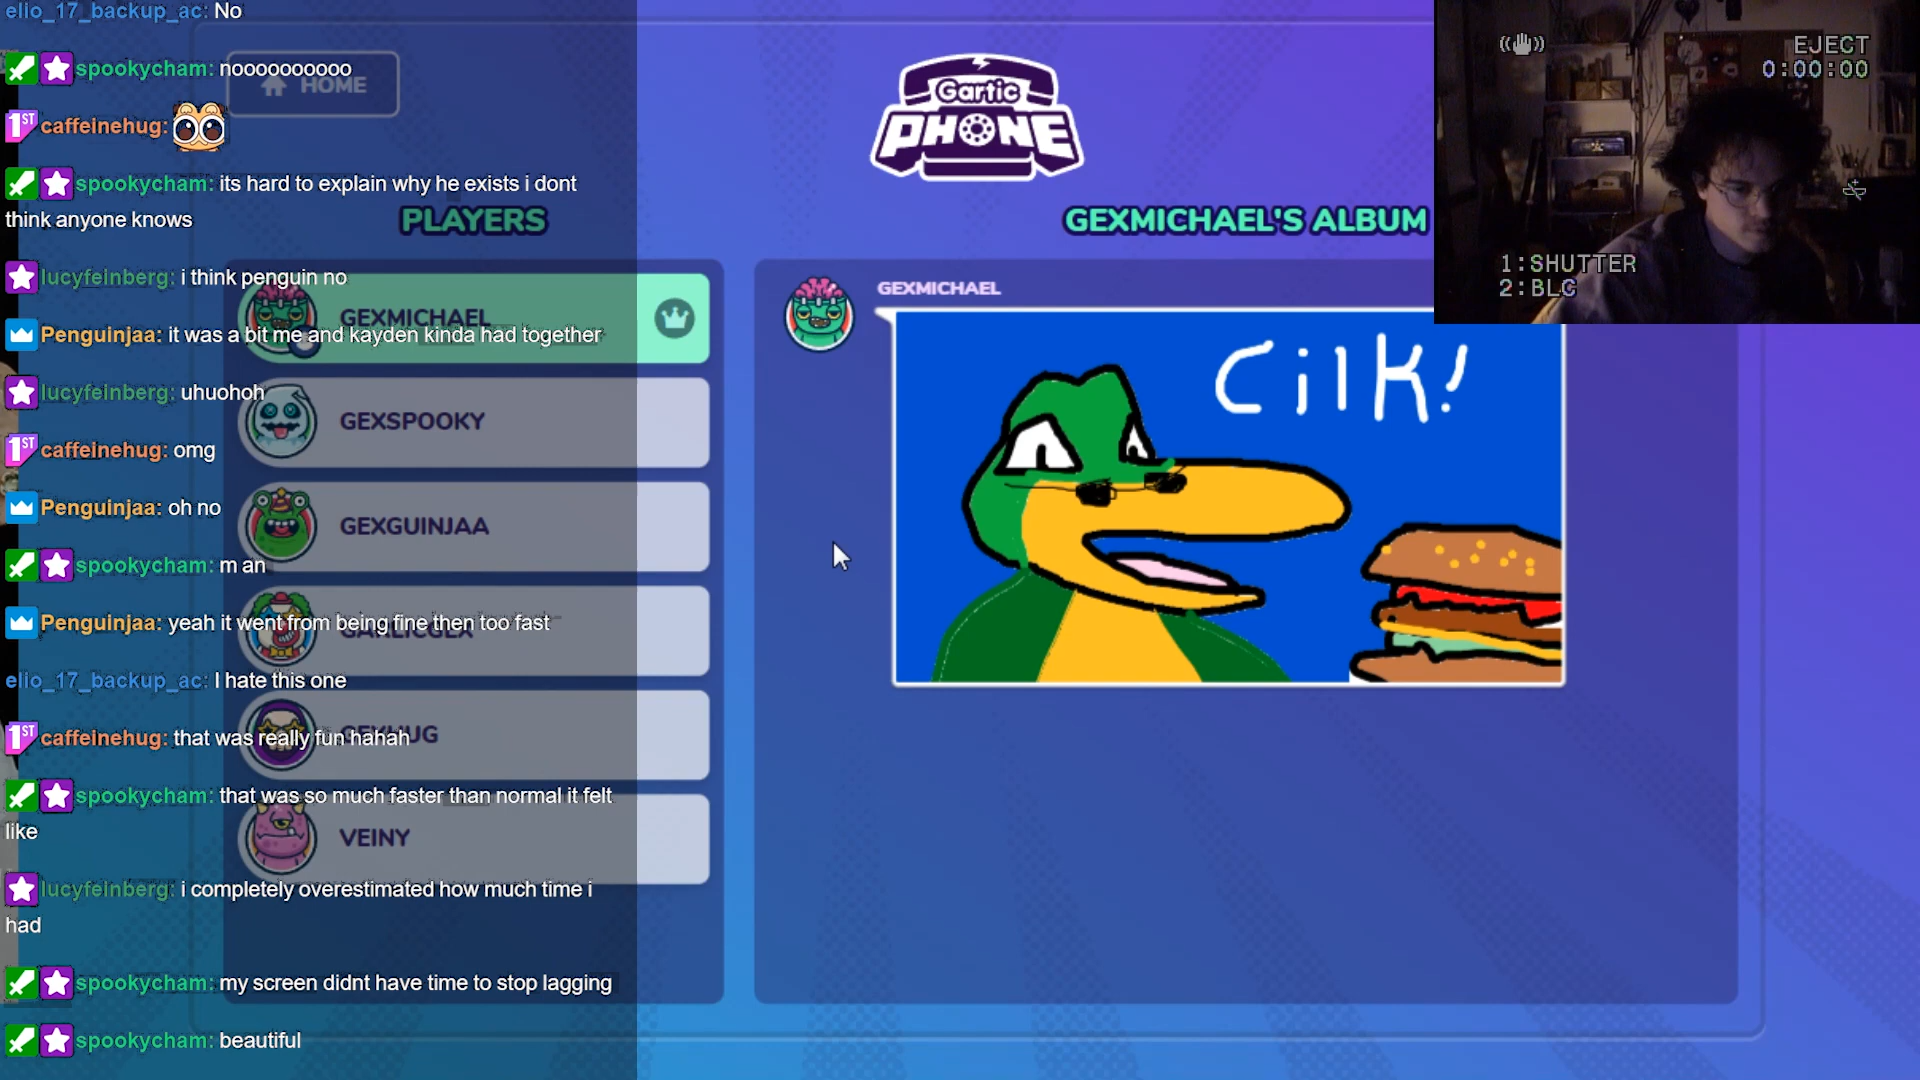 elio_17_backup_ac: No
spookycham: noooooooooo
HOME
1ST caffeinehug:
spookycham: its hard to explain why he exists i dont
think anyone knows
lucyfeinberg: i think penguin no
Penguinjaa: it was a bit me and kayden kinda had together
lucyfeinberg: uhuohoh
1ST caffeinehug: omg
Penguinjaa: oh no
spookycham: m an
Penguinjaa: yeah it went from being fine then too fast
elio_17_backup_ac: I hate this one
1ST caffeinehug: that was really fun hahah
spookycham: that was so much faster than normal it felt
like
lucyfeinberg: i completely overestimated how much time i
had
spookycham: my screen didnt have time to stop lagging
spookycham: beautiful
PLAYERS
GEXMICHAEL
GEXSPOOKY
GEXGUINJAA
GARLICGEX
GEXHUG
VEINY
Gartic
PHONE
GEXMICHAEL'S ALBUM
GEXMICHAEL
Cilk!
EJECT
0:00:00
1:SHUTTER
2:BLC